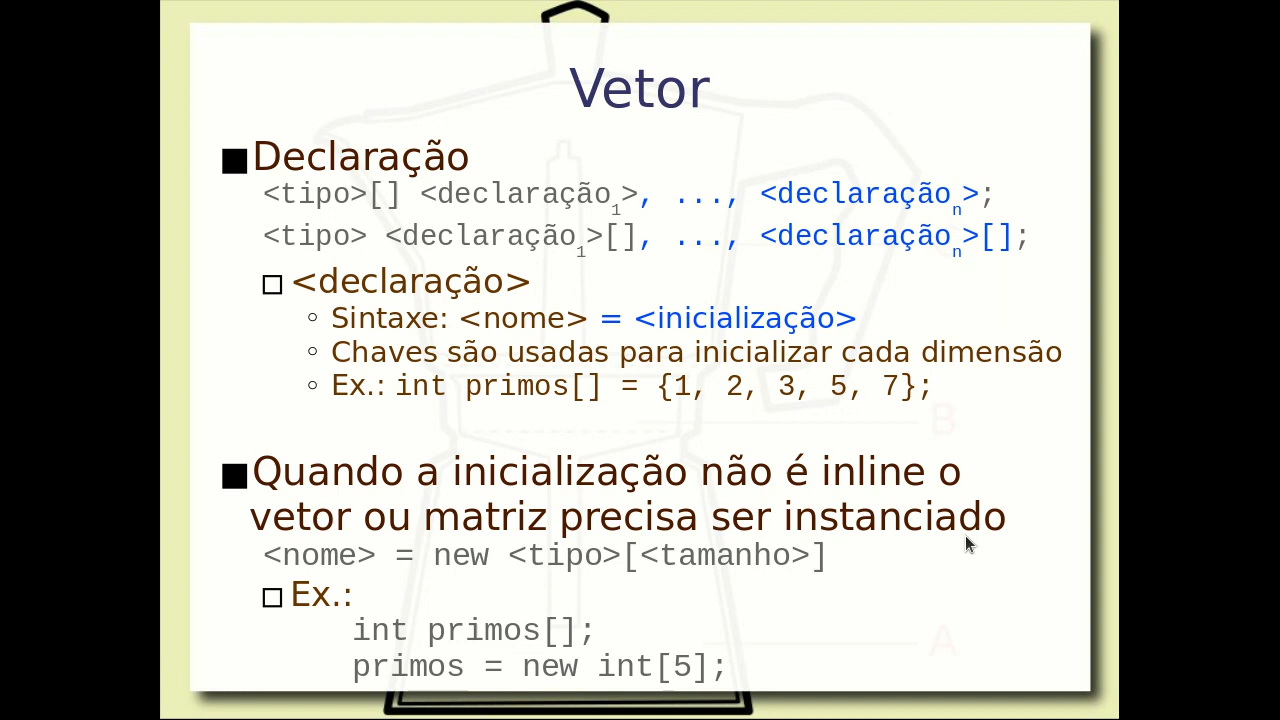 Vetor
Declaração
<tipo>[] <declaração1>, ..., <declaraçãon>;
<tipo> <declaração1>[], ..., <declaraçãon>[];
<declaração>
Sintaxe: <nome> = <inicialização>
Chaves são usadas para inicializar cada dimensão
Ex.: int primos[] = {1, 2, 3, 5, 7};
B
Quando a inicialização não é inline o
vetor ou matriz precisa ser instanciado
<nome> = new <tipo>[<tamanho>]
Ex.:
int primos[];
A
primos = new int[5];